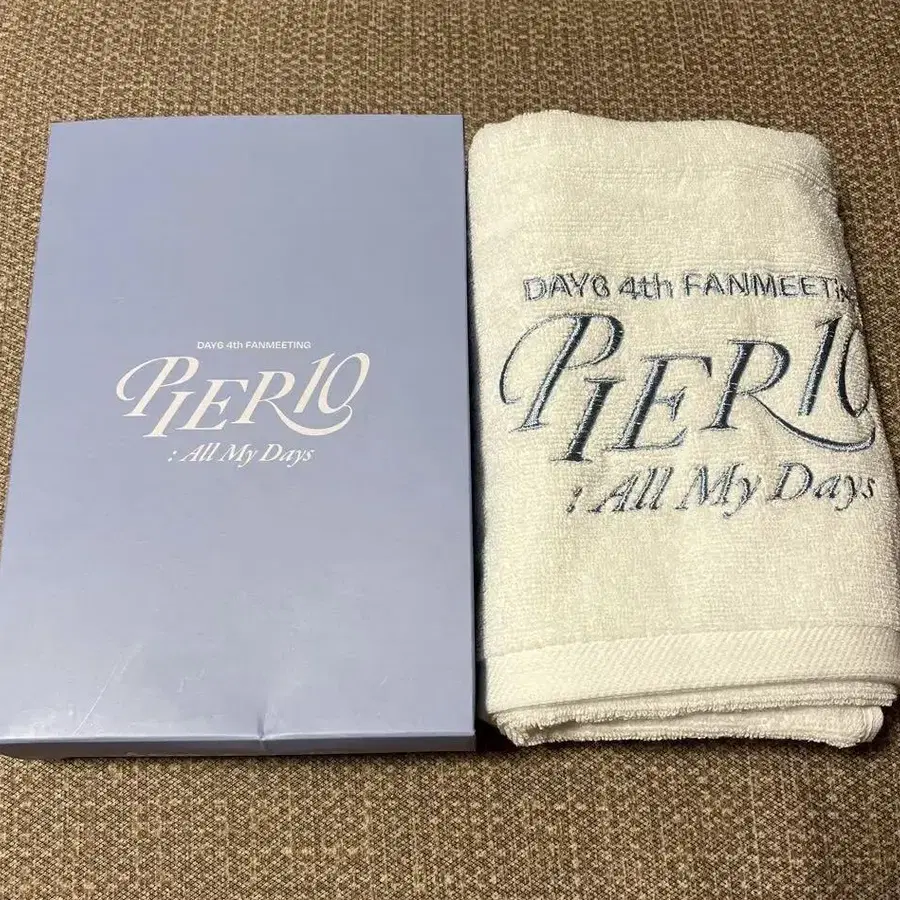 DAY6 4th FANMEETING
PIER10
: All My Days
DAY6 4th FANMEETING
PIER10
: All My Days